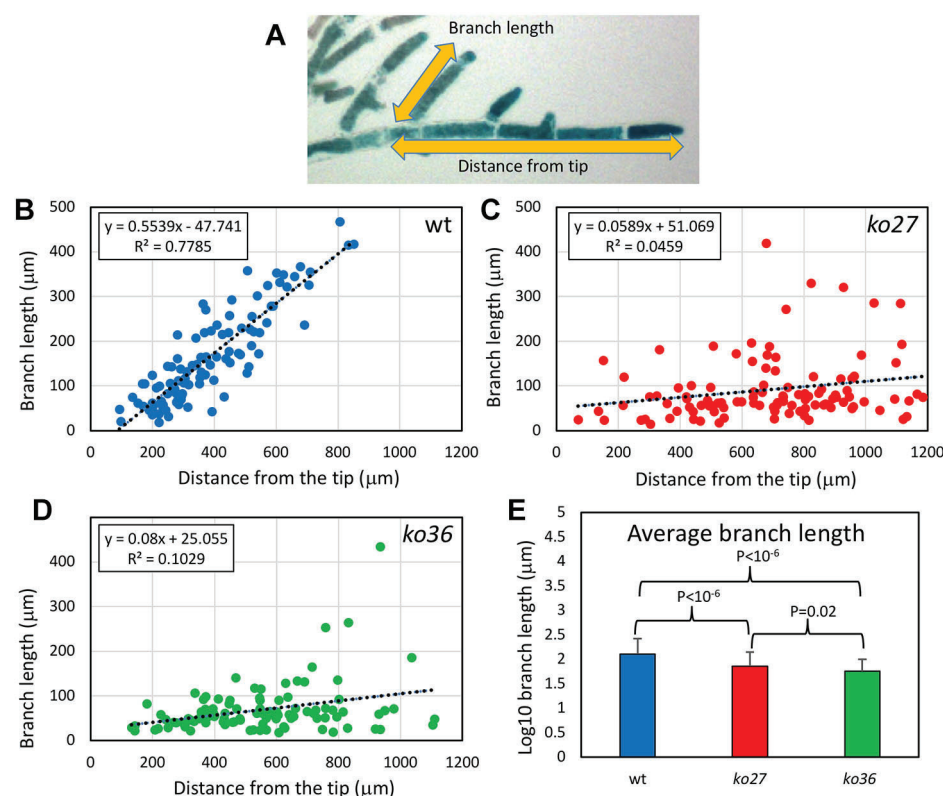 A
Branch length
Distance from tip
B
500
400
300
200
100
0
Branch length (μm)
y = 0.5539x - 47.741
R² = 0.7785
wt
0 200 400 600 800 1000 1200
Distance from the tip (μm)
C
500
400
300
200
100
0
Branch length (μm)
y = 0.0589x + 51.069
R² = 0.0459
ko27
0 200 400 600 800 1000 1200
Distance from the tip (μm)
D
400
300
200
100
0
Branch length (μm)
y = 0.08x + 25.055
R² = 0.1029
ko36
0 200 400 600 800 1000 1200
Distance from the tip (μm)
E
5
4.5
4
3.5
3
2.5
2
1.5
1
0.5
0
Log10 branch length (μm)
Average branch length
P<10⁻⁶
P<10⁻⁶
P=0.02
wt ko27 ko36